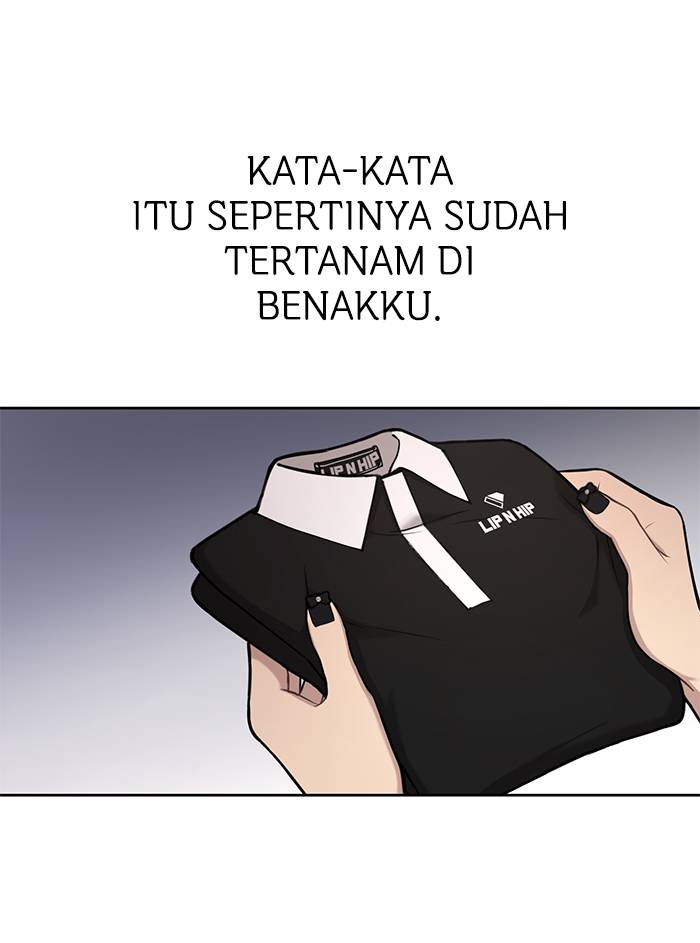 KATA-KATA
ITU SEPERTINYA SUDAH
TERTANAM DI
BENAKKU.
LIP N HIP
LIP N HIP